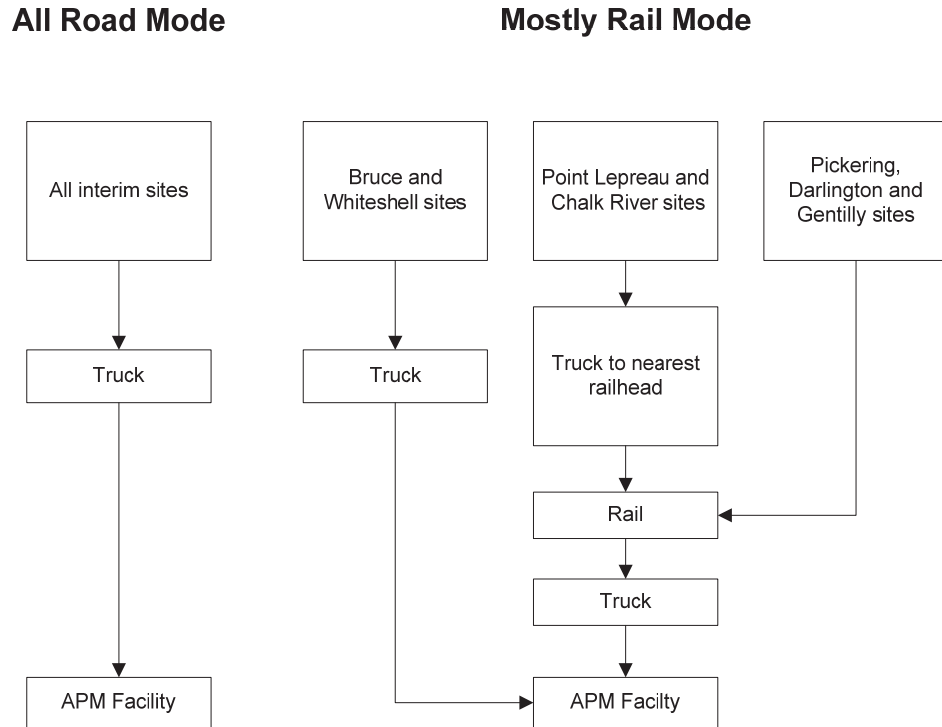 All Road Mode
Mostly Rail Mode
All interim sites
Truck
APM Facility
Bruce and
Whiteshell sites
Truck
Point Lepreau and
Chalk River sites
Truck to nearest
railhead
Rail
Truck
APM Facilty
Pickering,
Darlington and
Gentilly sites